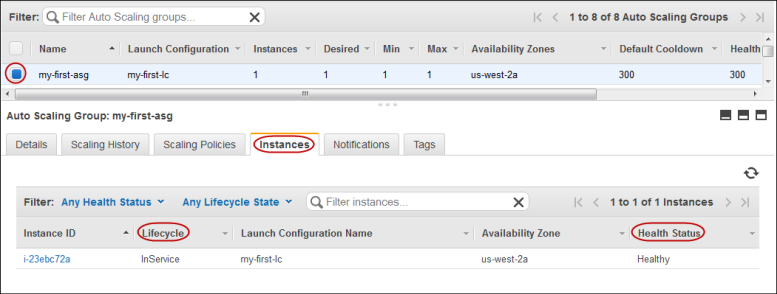 Filter: Filter Auto Scaling groups... 1 to 8 of 8 Auto Scaling Groups
Name Launch Configuration Instances Desired Min Max Availability Zones Default Cooldown Health
my-first-asg my-first-lc 1 1 1 1 us-west-2a 300 300
Auto Scaling Group: my-first-asg
Details Scaling History Scaling Policies Instances Notifications Tags
Filter: Any Health Status Any Lifecycle State Filter instances... 1 to 1 of 1 Instances
Instance ID Lifecycle Launch Configuration Name Availability Zone Health Status
i-23ebc72a InService my-first-lc us-west-2a Healthy